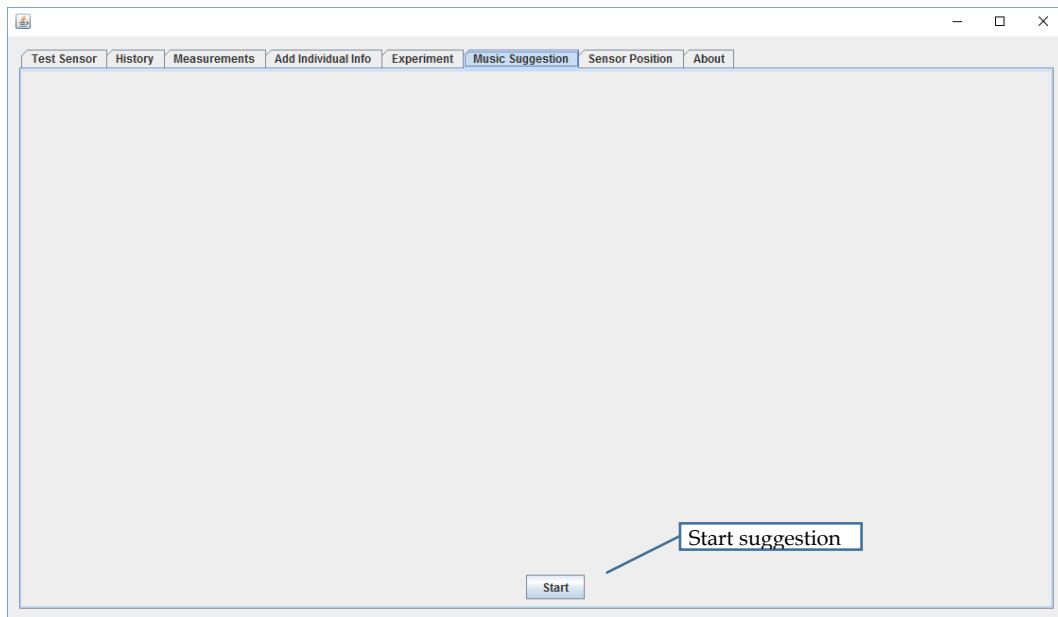 Test Sensor History Measurements Add Individual Info Experiment Music Suggestion Sensor Position About
Start suggestion
Start